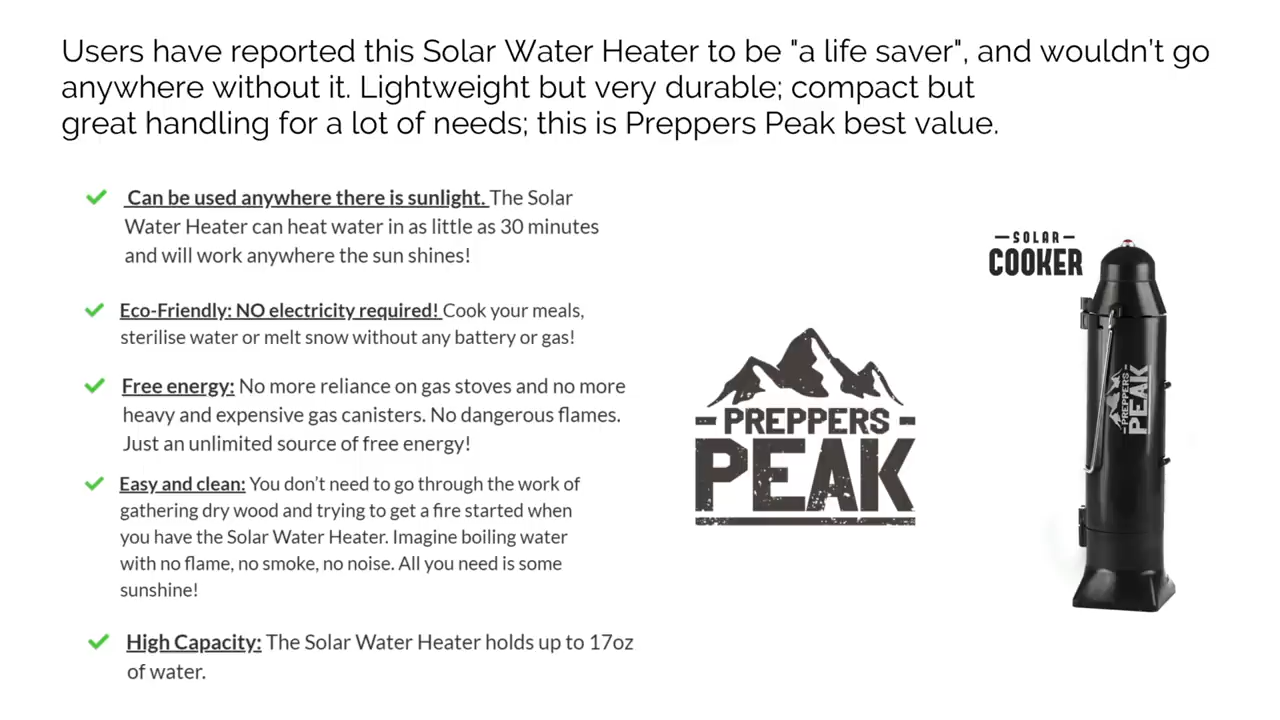 Users have reported this Solar Water Heater to be "a life saver", and wouldn't go
anywhere without it. Lightweight but very durable; compact but
great handling for a lot of needs; this is Preppers Peak best value.
Can be used anywhere there is sunlight. The Solar
Water Heater can heat water in as little as 30 minutes
and will work anywhere the sun shines!
Eco-Friendly: NO electricity required! Cook your meals,
sterilise water or melt snow without any battery or gas!
Free energy: No more reliance on gas stoves and no more
heavy and expensive gas canisters. No dangerous flames.
Just an unlimited source of free energy!
Easy and clean: You don't need to go through the work of
gathering dry wood and trying to get a fire started when
you have the Solar Water Heater. Imagine boiling water
with no flame, no smoke, no noise. All you need is some
sunshine!
High Capacity: The Solar Water Heater holds up to 17oz
of water.
PREPPERS
PEAK
SOLAR
COOKER
PREPPERS
PEAK